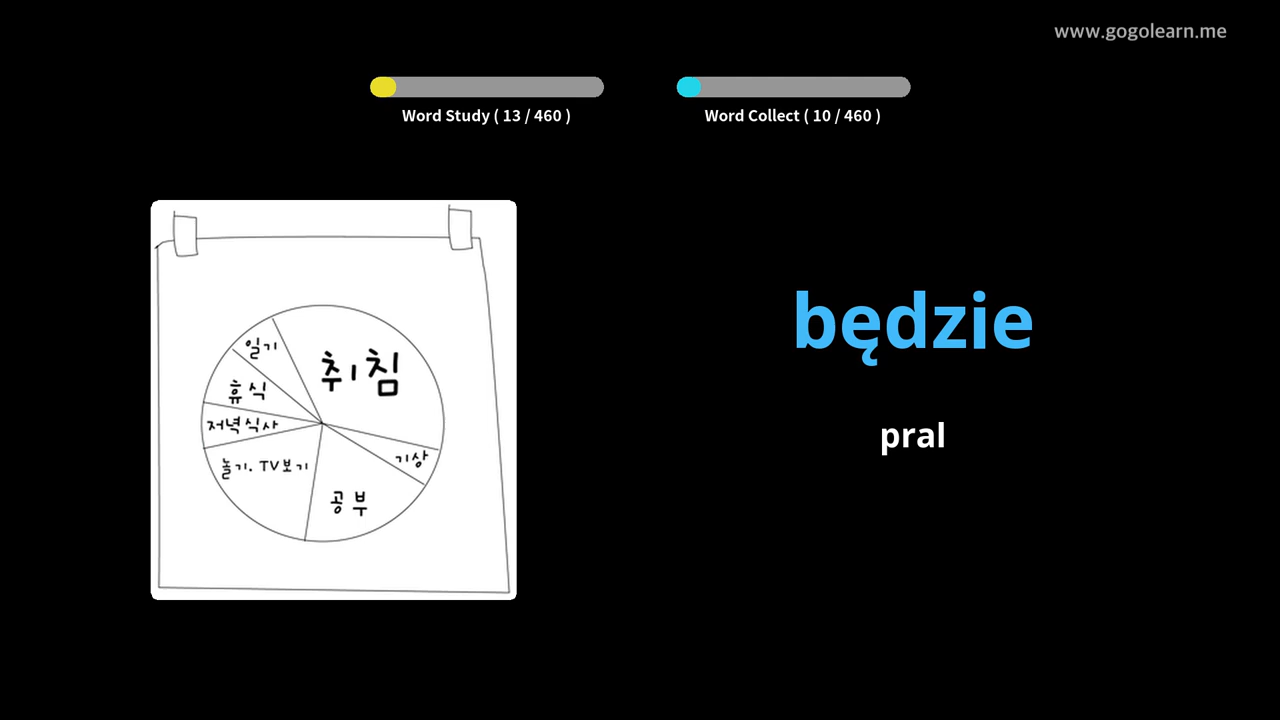 www.gogolearn.me
Word Study ( 13 / 460 )
Word Collect ( 10 / 460 )
일기
취침
휴식
저녁식사
놀기. TV보기
기상
공부
będzie
pral